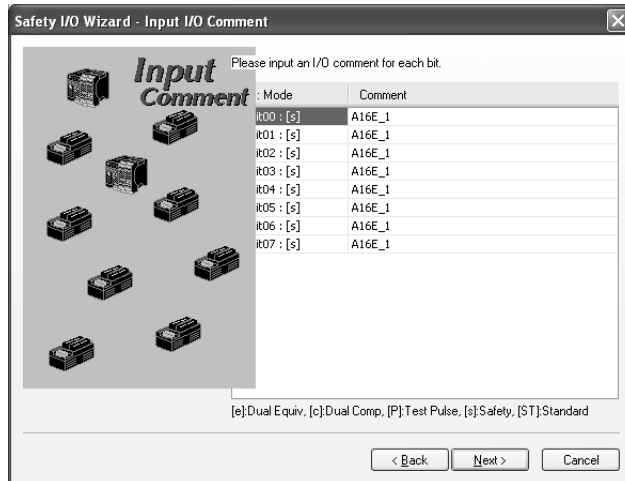 Safety I/O Wizard - Input I/O Comment
Input
Comment
Please input an I/O comment for each bit.
: Mode Comment
it00 : [s] A16E_1
it01 : [s] A16E_1
it02 : [s] A16E_1
it03 : [s] A16E_1
it04 : [s] A16E_1
it05 : [s] A16E_1
it06 : [s] A16E_1
it07 : [s] A16E_1
[e]:Dual Equiv, [c]:Dual Comp, [P]:Test Pulse, [s]:Safety, [ST]:Standard
< Back Next > Cancel